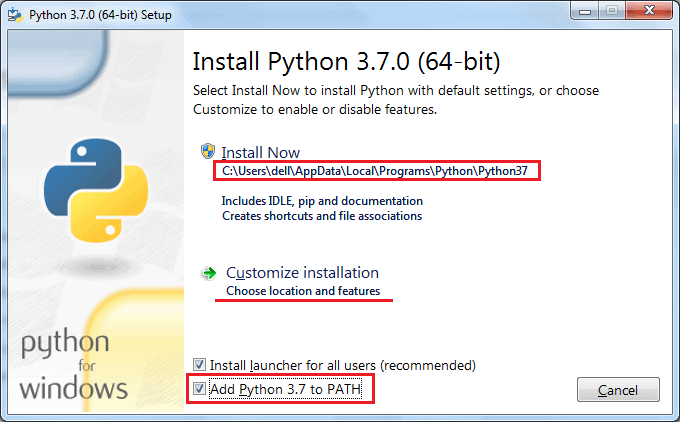 Python 3.7.0 (64-bit) Setup
Install Python 3.7.0 (64-bit)
Select Install Now to install Python with default settings, or choose
Customize to enable or disable features.
Install Now
C:\Users\dell\AppData\Local\Programs\Python\Python37
Includes IDLE, pip and documentation
Creates shortcuts and file associations
Customize installation
Choose location and features
python
for
windows
Install launcher for all users (recommended)
Add Python 3.7 to PATH
Cancel